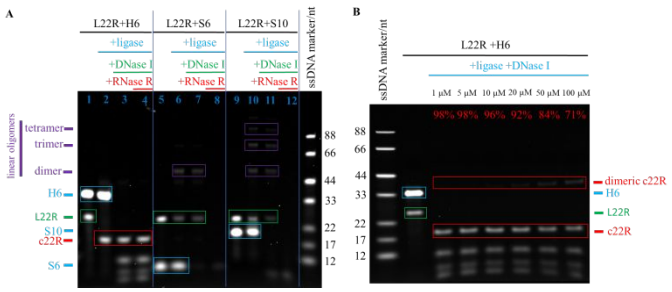 A
L22R+H6 L22R+S6 L22R+S10
+ligase +ligase +ligase
+DNase I +DNase I +DNase I
+RNase R +RNase R +RNase R
ssDNA marker/nt
1 2 3 4 5 6 7 8 9 10 11 12
linear oligomers
tetramer
trimer
dimer
H6
L22R
S10
c22R
S6
88
66
44
33
22
17
12
B
ssDNA marker/nt
L22R +H6
+ligase +DNase I
1 μM 5 μM 10 μM 20 μM 50 μM 100 μM
98% 98% 96% 92% 84% 71%
88
66
44
33
22
17
12
dimeric c22R
H6
L22R
c22R